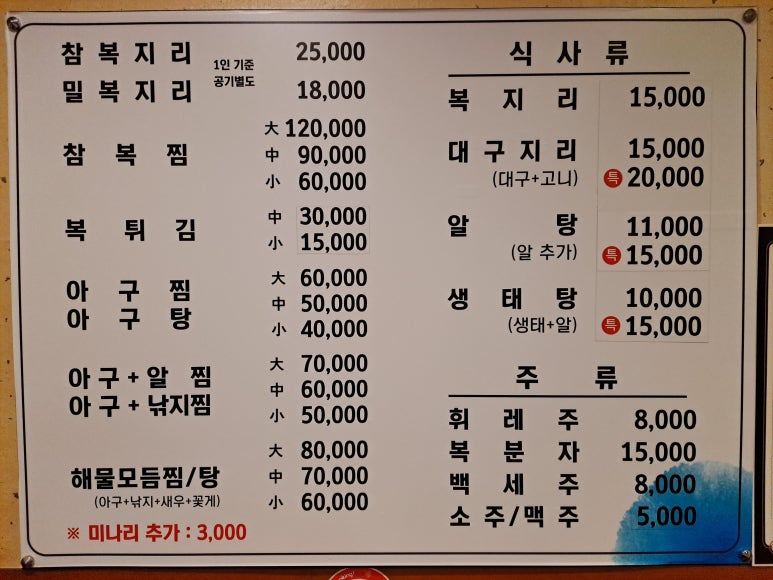 참복지리 1인 기준 25,000
밀복지리 공기별도 18,000
참복찜 大 120,000
中 90,000
小 60,000
복튀김 中 30,000
小 15,000
아구찜 大 60,000
아구탕 中 50,000
小 40,000
아구+알찜 大 70,000
아구+낚지찜 中 60,000
小 50,000
해물모듬찜/탕 大 80,000
(아구+낚지+새우+꽃게) 中 70,000
小 60,000
※ 미나리 추가 : 3,000
식사류
복지리 15,000
대구지리 15,000
(대구+고니) 특 20,000
알탕 11,000
(알 추가) 특 15,000
생태탕 10,000
(생태+알) 특 15,000
주류
휘레주 8,000
복분자 15,000
백세주 8,000
소주/맥주 5,000